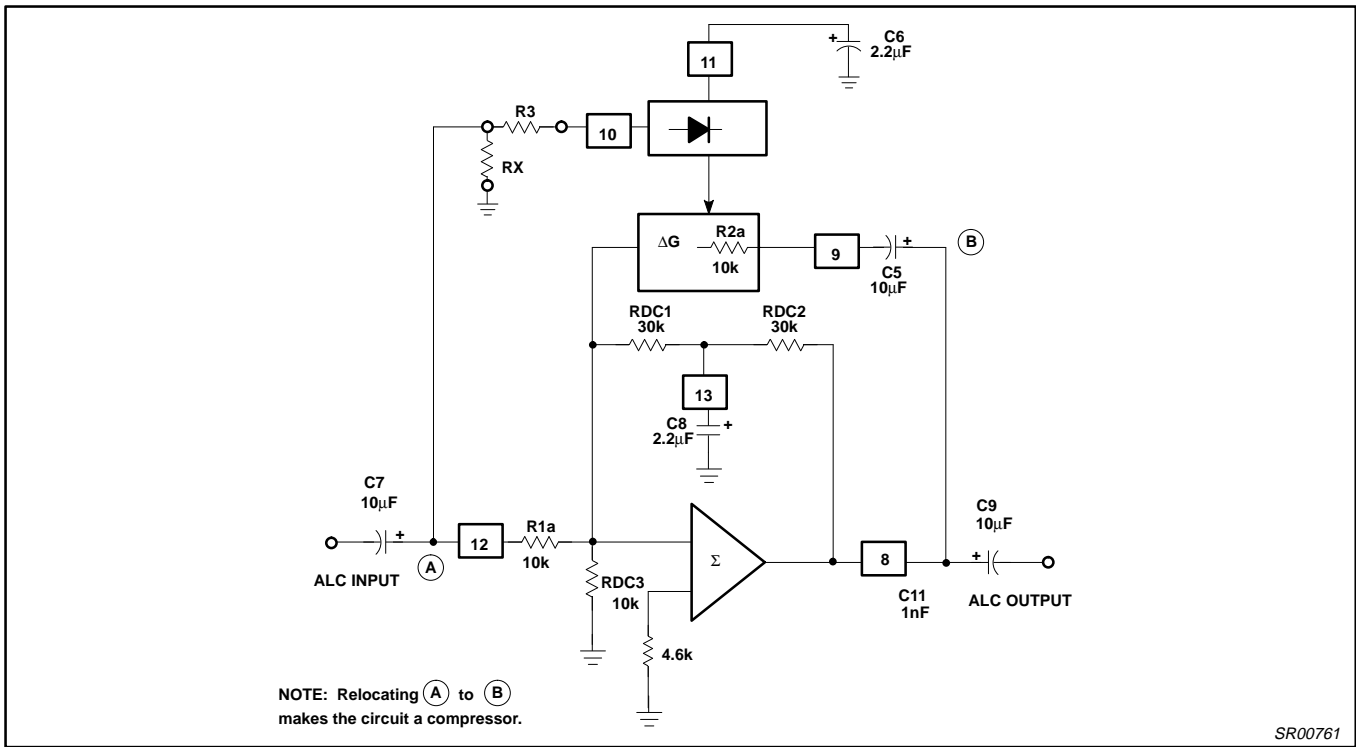 11
+
C6
2.2μF
R3
10
RX
ΔG
R2a
10k
9
+
C5
10μF
B
RDC1
30k
RDC2
30k
13
C8
2.2μF
+
C7
10μF
+
A
12
R1a
10k
ALC INPUT
RDC3
10k
Σ
4.6k
8
C11
1nF
C9
10μF
+
ALC OUTPUT
NOTE: Relocating A to B
makes the circuit a compressor.
SR00761